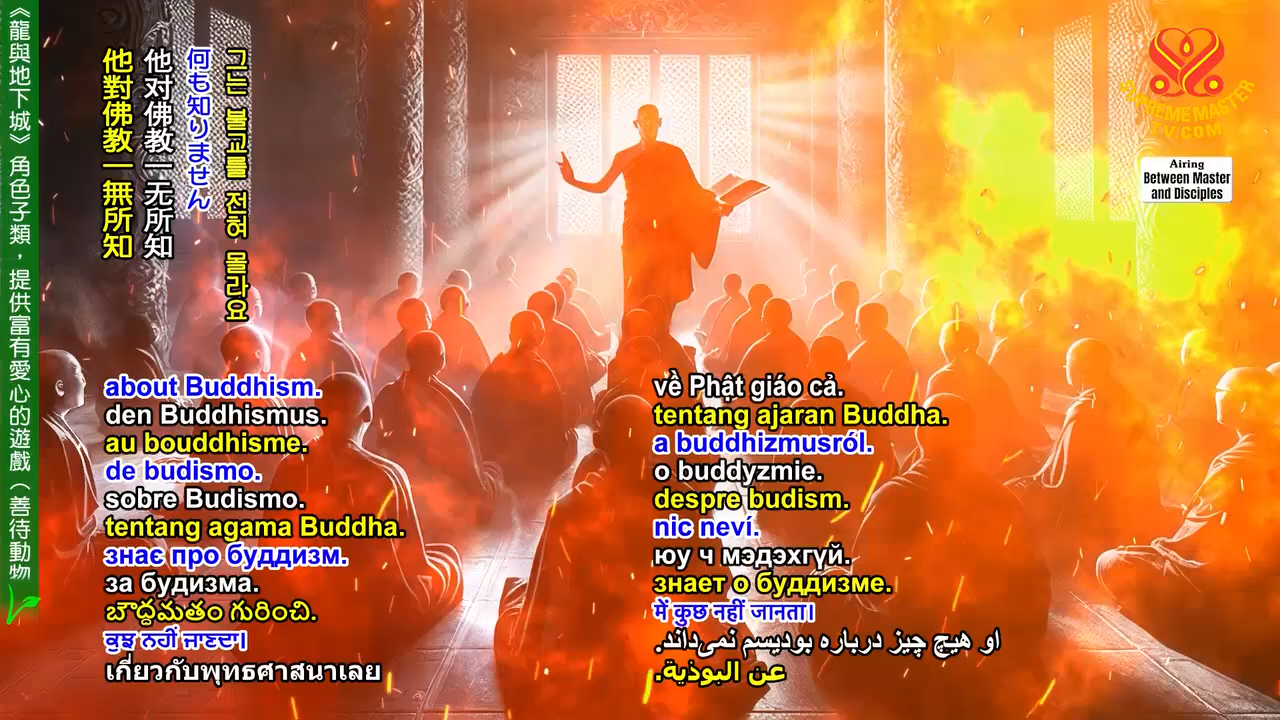 《龍與地下城》角色子類，提供富有愛心的遊戲（善待動物
他對佛教一無所知
他对佛教一无所知
何も知りません
그는 불교를 전혀 몰라요
SUPREME MASTER
TV.COM
Airing
Between Master
and Disciples
about Buddhism.
den Buddhismus.
au bouddhisme.
de budismo.
sobre Budismo.
tentang agama Buddha.
знає про буддизм.
за будизма.
బౌద్ధమతం గురించి.
ਕੁਝ ਨਹੀਂ ਜਾਣਦਾ।
เกี่ยวกับพุทธศาสนาเลย
về Phật giáo cả.
tentang ajaran Buddha.
a buddhizmusról.
o buddyzmie.
despre budism.
nic neví.
юу ч мэдэхгүй.
знает о буддизме.
में कुछ नहीं जानता।
او هیچ چیز درباره بودیسم نمی‌داند.
عن البوذية.